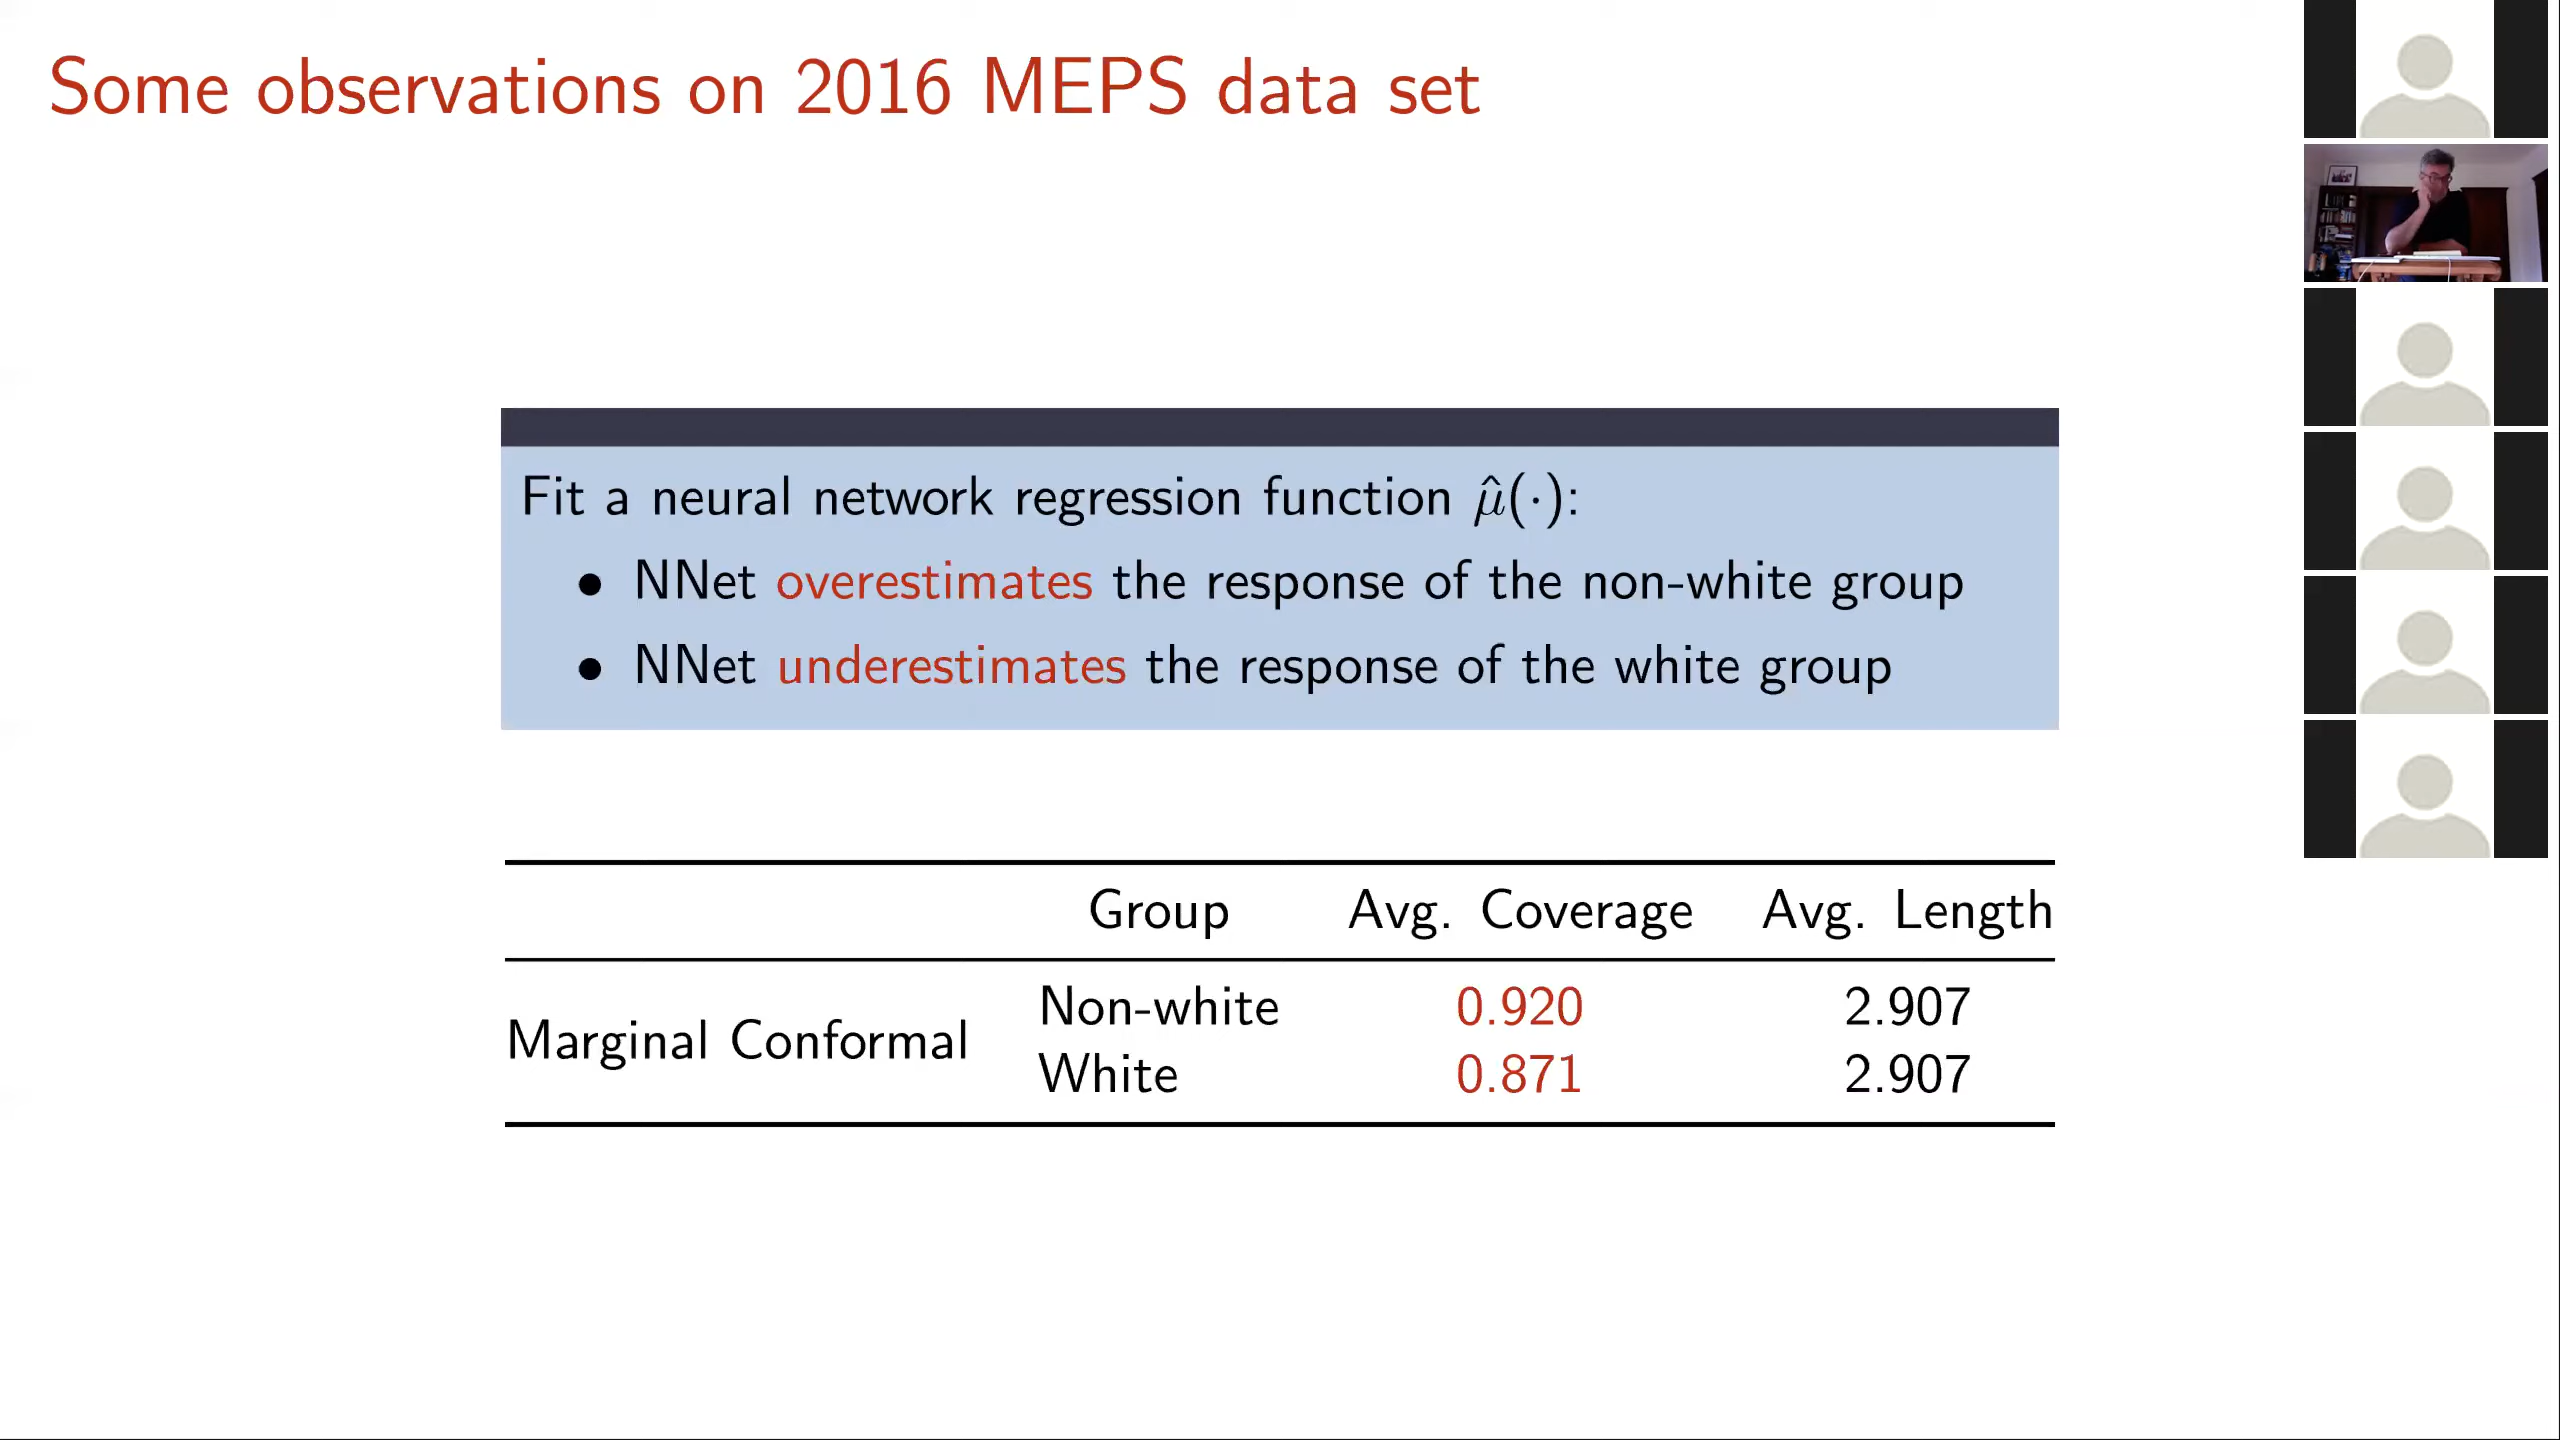 Some observations on 2016 MEPS data set
Fit a neural network regression function μ̂(·):
• NNet overestimates the response of the non-white group
• NNet underestimates the response of the white group
Group Avg. Coverage Avg. Length
Marginal Conformal
Non-white 0.920 2.907
White 0.871 2.907